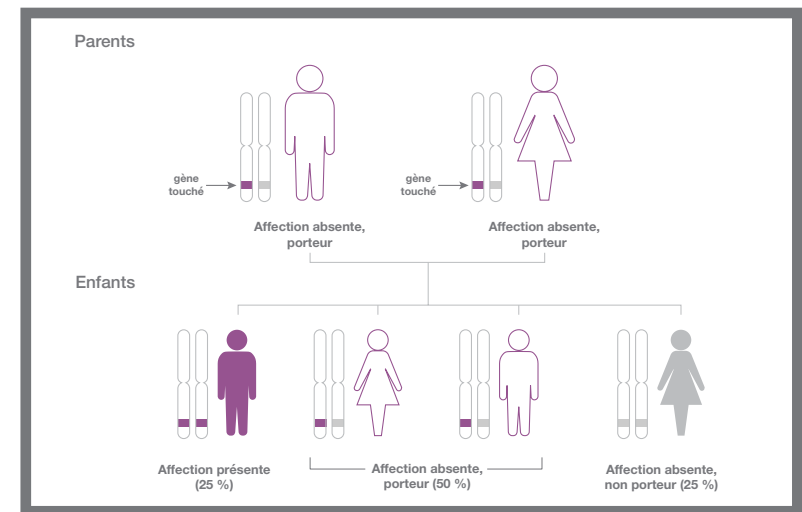 Parents
gène
touché
gène
touché
Affection absente,
porteur
Affection absente,
porteur
Enfants
Affection présente
(25 %)
Affection absente,
porteur (50 %)
Affection absente,
non porteur (25 %)